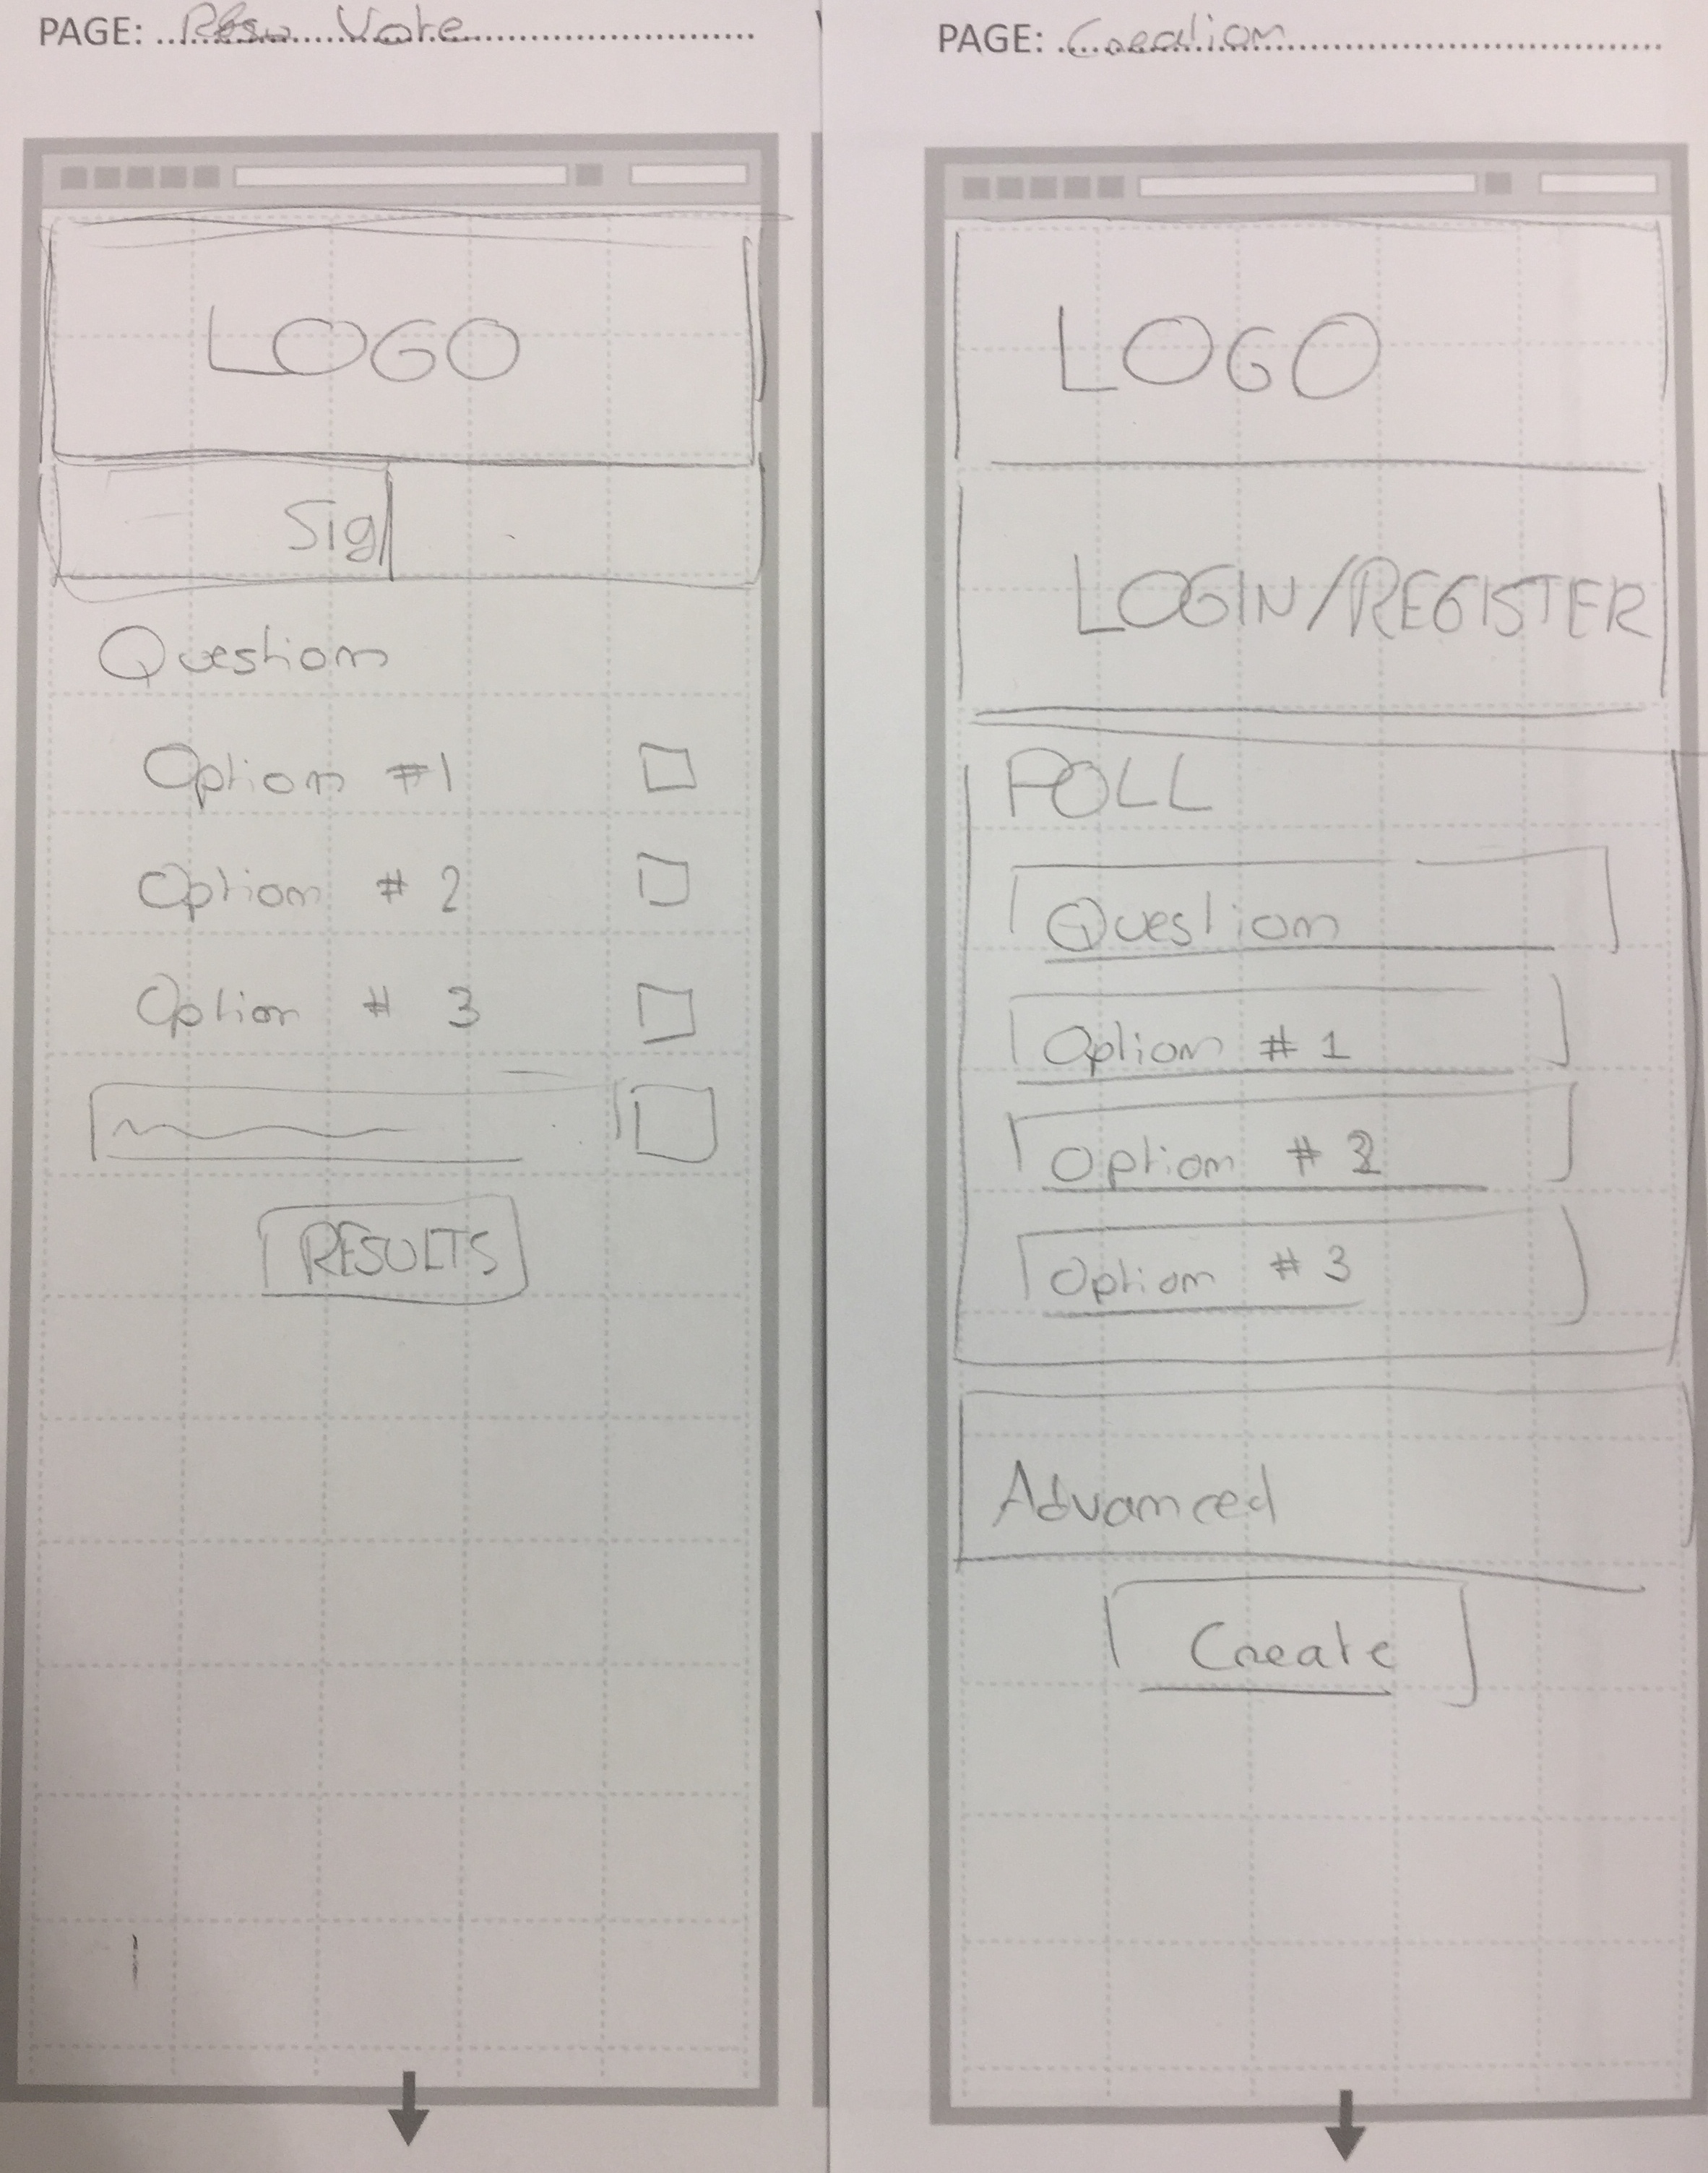 PAGE: Vote
LOGO
Sig
Question
Option #1
Option # 2
Option # 3
RESULTS
PAGE: Creation
LOGO
LOGIN/REGISTER
POLL
Question
Option # 1
Option # 2
Option # 3
Advanced
Create